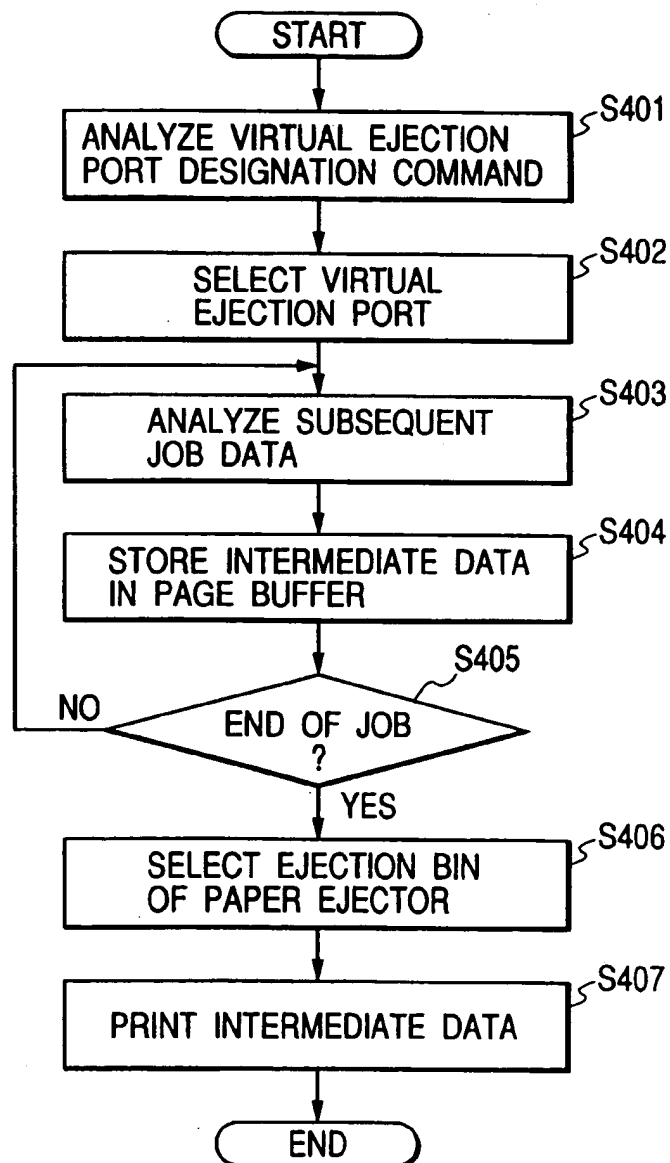 START
S401
ANALYZE VIRTUAL EJECTION
PORT DESIGNATION COMMAND
S402
SELECT VIRTUAL
EJECTION PORT
S403
ANALYZE SUBSEQUENT
JOB DATA
S404
STORE INTERMEDIATE DATA
IN PAGE BUFFER
S405
NO
END OF JOB
?
YES
S406
SELECT EJECTION BIN
OF PAPER EJECTOR
S407
PRINT INTERMEDIATE DATA
END